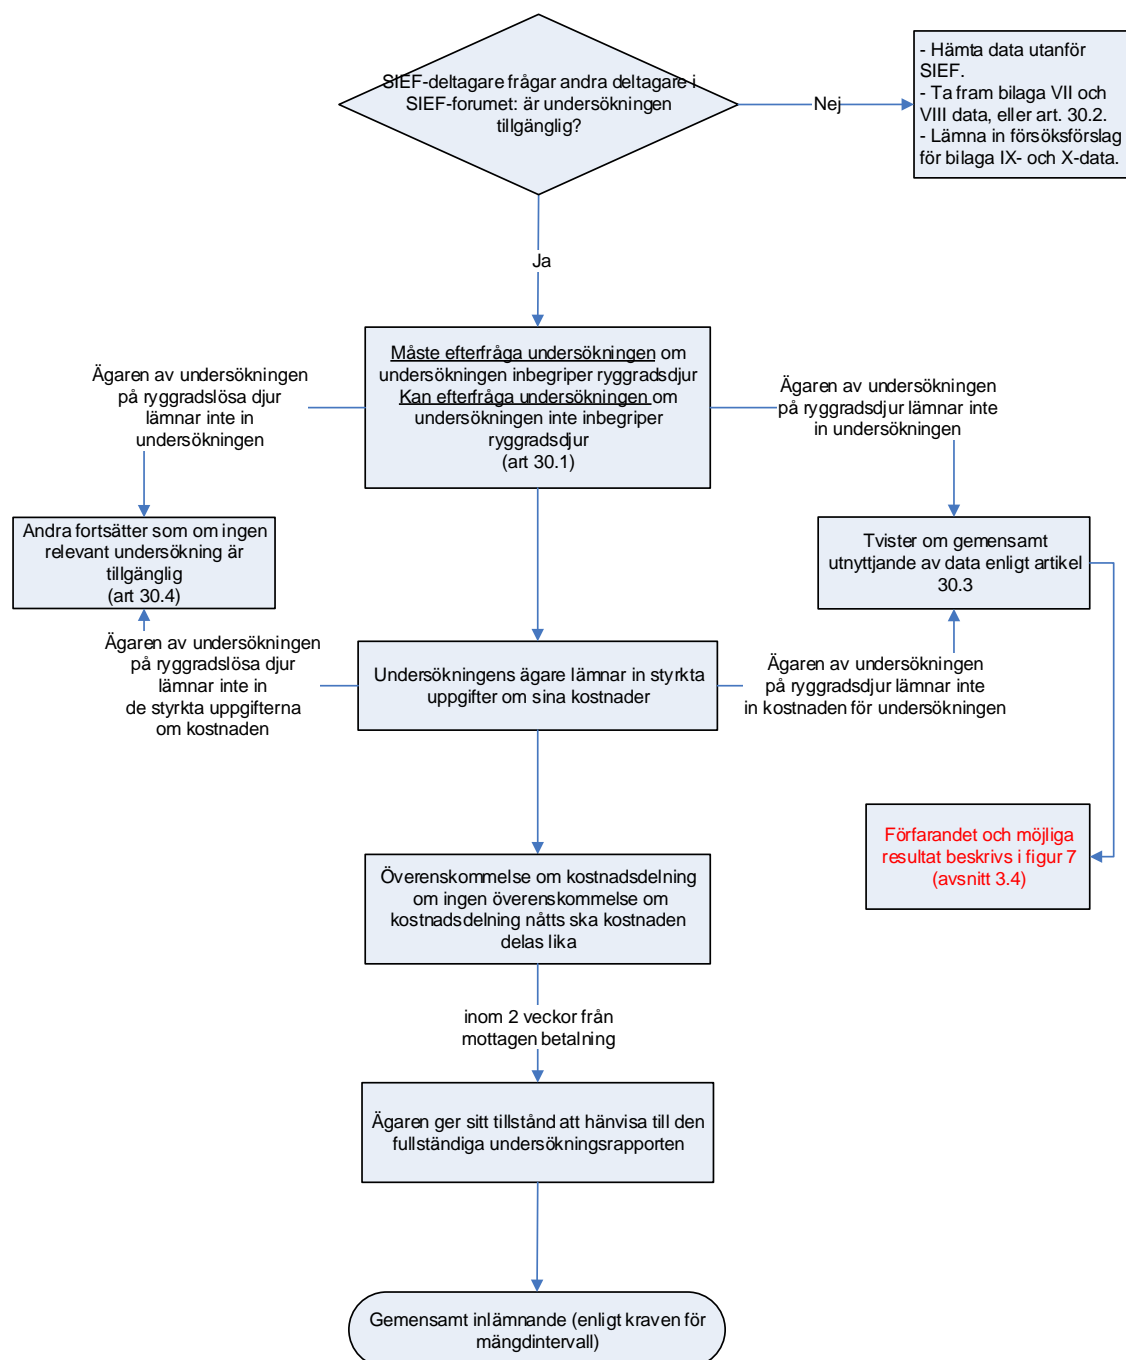 SIEF-deltagare frågar andra deltagare i
SIEF-forumet: är undersökningen
tillgänglig?
Nej
- Hämta data utanför
SIEF.
- Ta fram bilaga VII och
VIII data, eller art. 30.2.
- Lämna in försöksförslag
för bilaga IX- och X-data.
Ja
Måste efterfråga undersökningen om
undersökningen inbegriper ryggradsdjur
Kan efterfråga undersökningen om
undersökningen inte inbegriper
ryggradsdjur
(art 30.1)
Ägaren av undersökningen
på ryggradslösa djur
lämnar inte in
undersökningen
Ägaren av undersökningen
på ryggradsdjur lämnar inte
in undersökningen
Andra fortsätter som om ingen
relevant undersökning är
tillgänglig
(art 30.4)
Tvister om gemensamt
utnyttjande av data enligt artikel
30.3
Ägaren av undersökningen
på ryggradslösa djur
lämnar inte in
de styrkta uppgifterna
om kostnaden
Undersökningens ägare lämnar in styrkta
uppgifter om sina kostnader
Ägaren av undersökningen
på ryggradsdjur lämnar inte
in kostnaden för undersökningen
Förfarandet och möjliga
resultat beskrivs i figur 7
(avsnitt 3.4)
Överenskommelse om kostnadsdelning
om ingen överenskommelse om
kostnadsdelning nåtts ska kostnaden
delas lika
inom 2 veckor från
mottagen betalning
Ägaren ger sitt tillstånd att hänvisa till den
fullständiga undersökningsrapporten
Gemensamt inlämnande (enligt kraven för
mängdintervall)